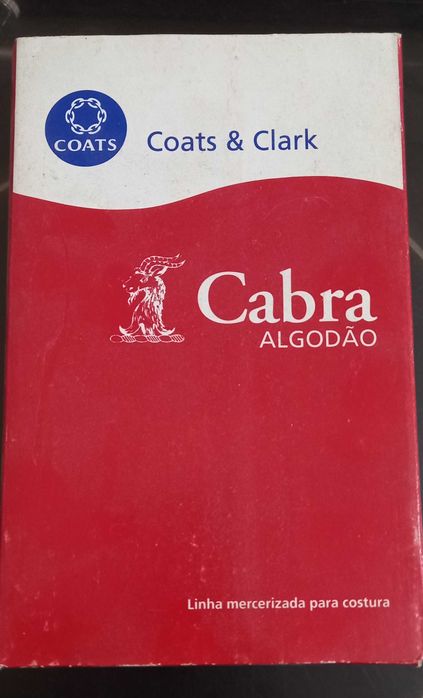 COATS
Coats & Clark
Cabra
ALGODÃO
Linha mercerizada para costura